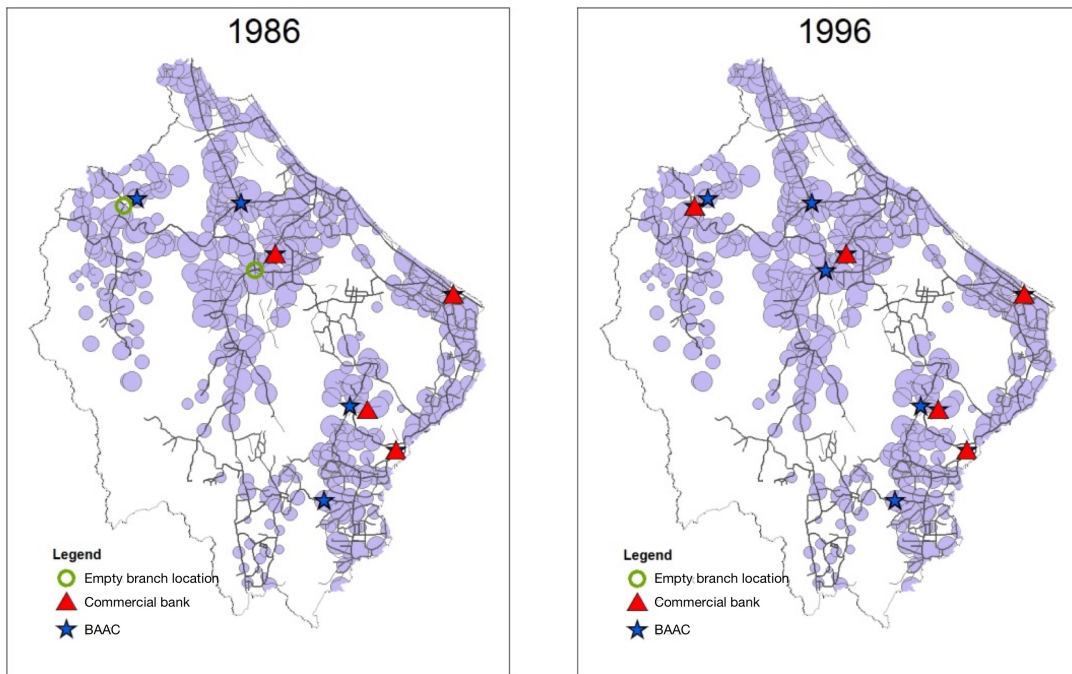 1986
Legend
Empty branch location
Commercial bank
BAAC
1996
Legend
Empty branch location
Commercial bank
BAAC